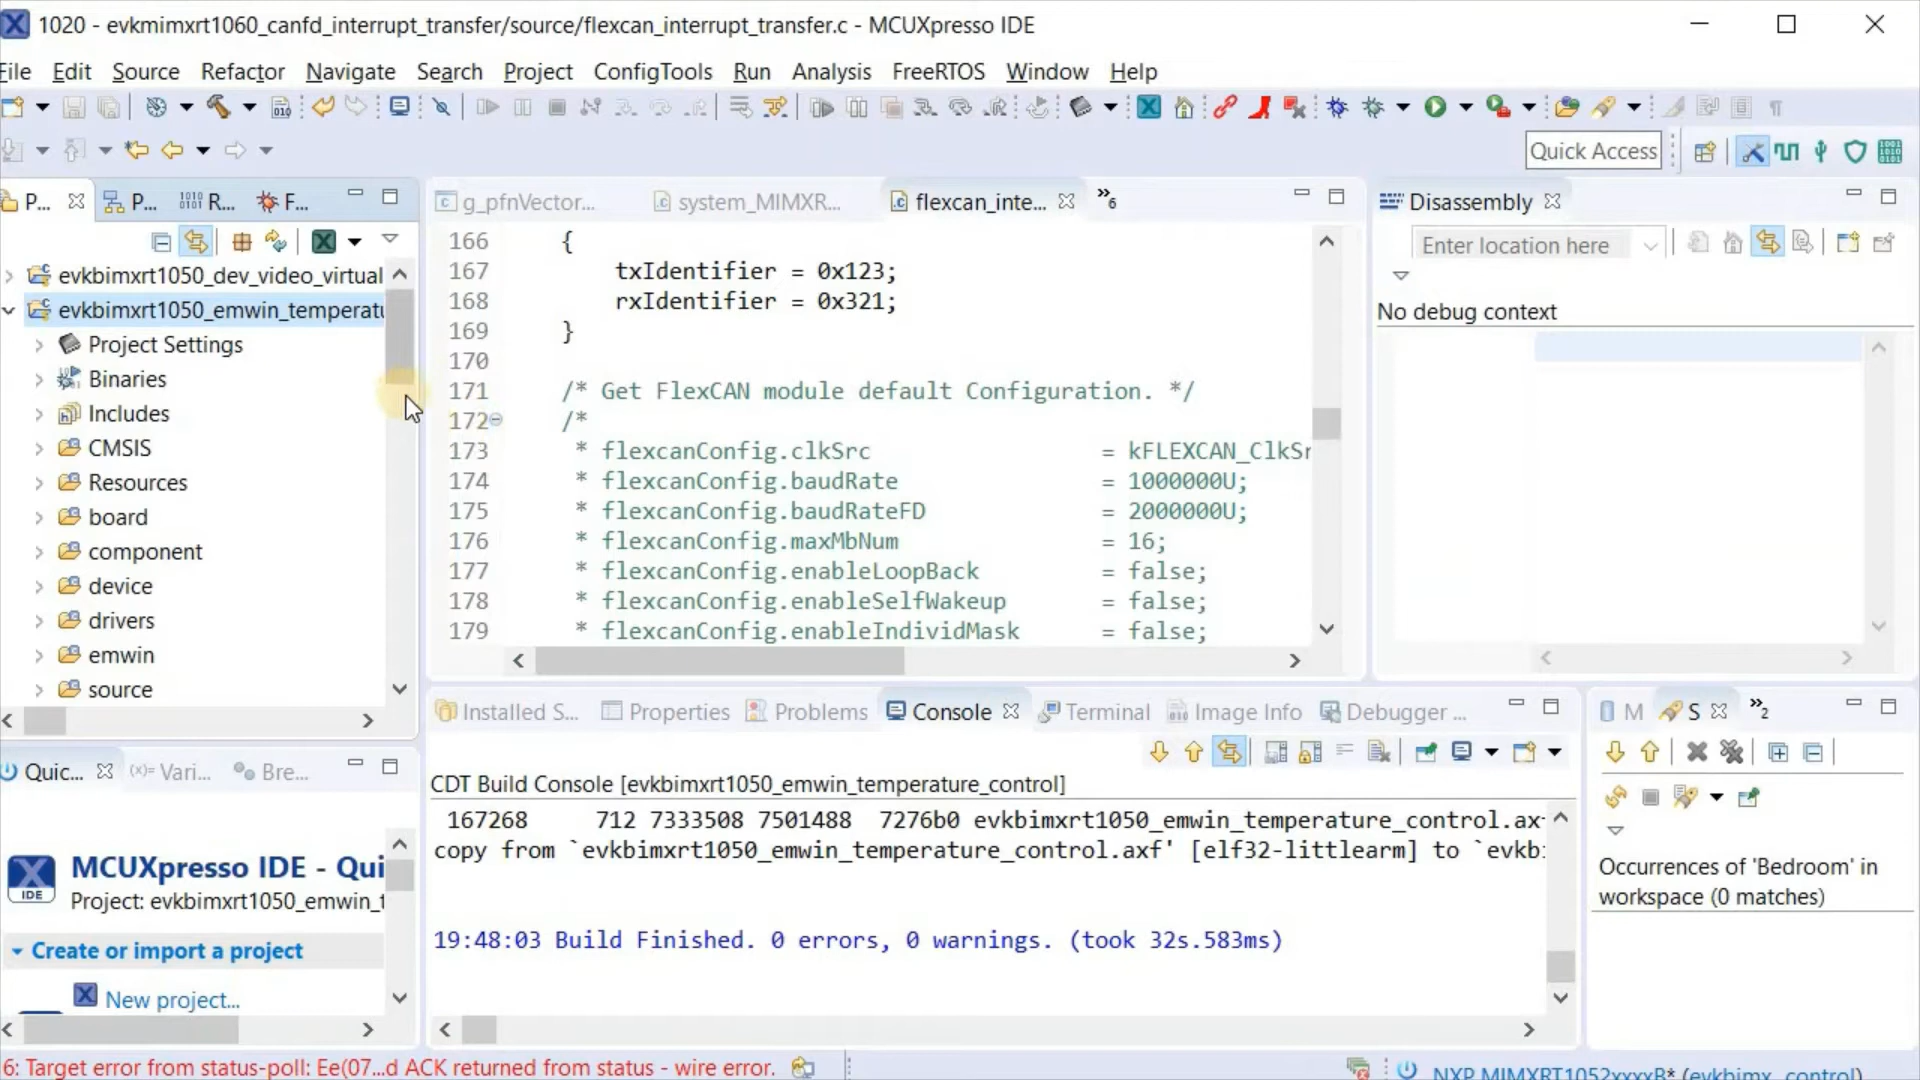 1020 - evkmimxrt1060_canfd_interrupt_transfer/source/flexcan_interrupt_transfer.c - MCUXpresso IDE
File Edit Source Refactor Navigate Search Project ConfigTools Run Analysis FreeRTOS Window Help
Quick Access
P... P... R... F...
evkbimxrt1050_dev_video_virtual
evkbimxrt1050_emwin_temperatu
Project Settings
Binaries
Includes
CMSIS
Resources
board
component
device
drivers
emwin
source
g_pfnVector... system_MIMXR... flexcan_inte... »6
166 {
167 txIdentifier = 0x123;
168 rxIdentifier = 0x321;
169 }
170
171 /* Get FlexCAN module default Configuration. */
172 /*
173 * flexcanConfig.clkSrc = kFLEXCAN_ClkSr
174 * flexcanConfig.baudRate = 1000000U;
175 * flexcanConfig.baudRateFD = 2000000U;
176 * flexcanConfig.maxMbNum = 16;
177 * flexcanConfig.enableLoopBack = false;
178 * flexcanConfig.enableSelfWakeup = false;
179 * flexcanConfig.enableIndividMask = false;
Disassembly
Enter location here
No debug context
Quic... (x)= Vari... Bre...
IDE
MCUXpresso IDE - Qui
Project: evkbimxrt1050_emwin_t
Create or import a project
New project...
Installed S... Properties Problems Console Terminal Image Info Debugger ...
CDT Build Console [evkbimxrt1050_emwin_temperature_control]
167268 712 7333508 7501488 7276b0 evkbimxrt1050_emwin_temperature_control.ax
copy from `evkbimxrt1050_emwin_temperature_control.axf' [elf32-littlearm] to `evkb
19:48:03 Build Finished. 0 errors, 0 warnings. (took 32s.583ms)
M S »2
Occurrences of 'Bedroom' in
workspace (0 matches)
6: Target error from status-poll: Ee(07...d ACK returned from status - wire error.
NXP MIMXRT1052xxxxB* (evkbimx...control)